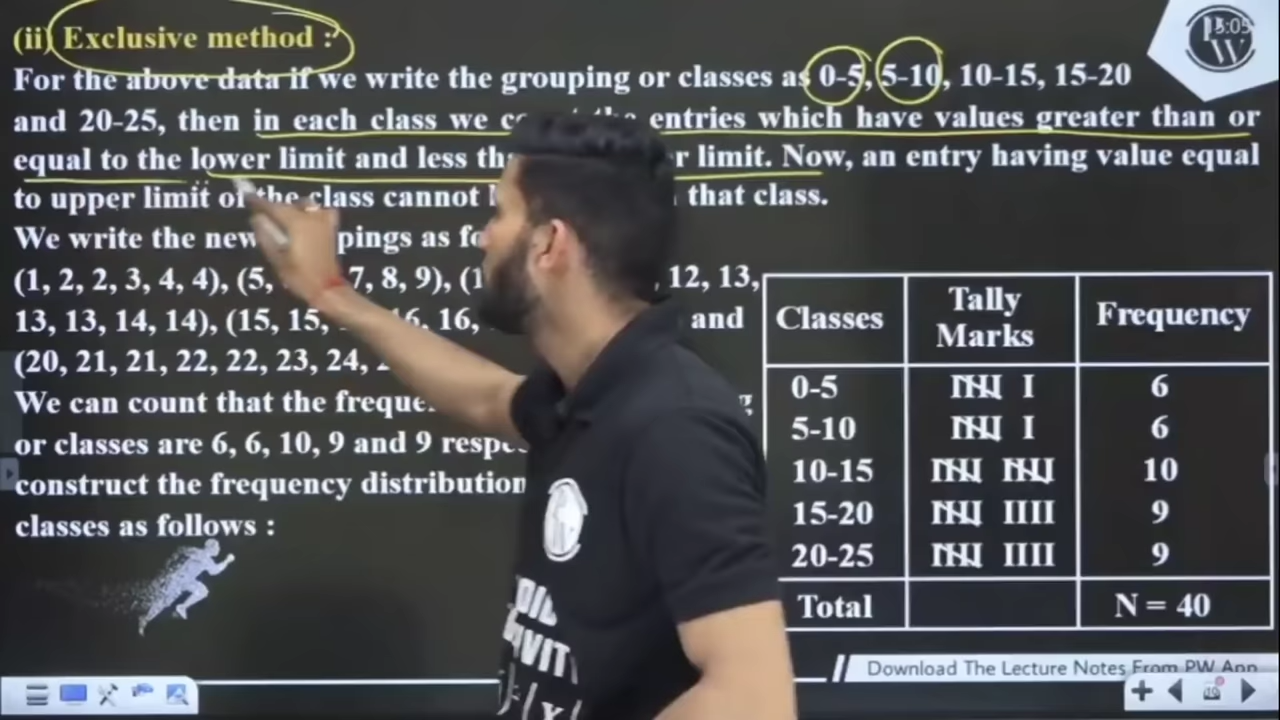 (ii) Exclusive method :
For the above data if we write the grouping or classes as 0-5, 5-10, 10-15, 15-20
and 20-25, then in each class we entries which have values greater than or
equal to the lower limit and less limit. Now, an entry having value equal
to upper limit of the class cannot that class.
We write the new as
(1, 2, 2, 3, 4, 4), (5, 7, 8, 9), 12, 13,
13, 13, 14, 14), (15, 15, 16, 16, and
(20, 21, 21, 22, 22, 23, 24,
We can count that the
or classes are 6, 6, 10, 9 and 9
construct the frequency distribution
classes as follows :
Classes Tally Marks Frequency
0-5 6
5-10 6
10-15 10
15-20 9
20-25 9
Total N = 40
Download The Lecture Notes From PW App